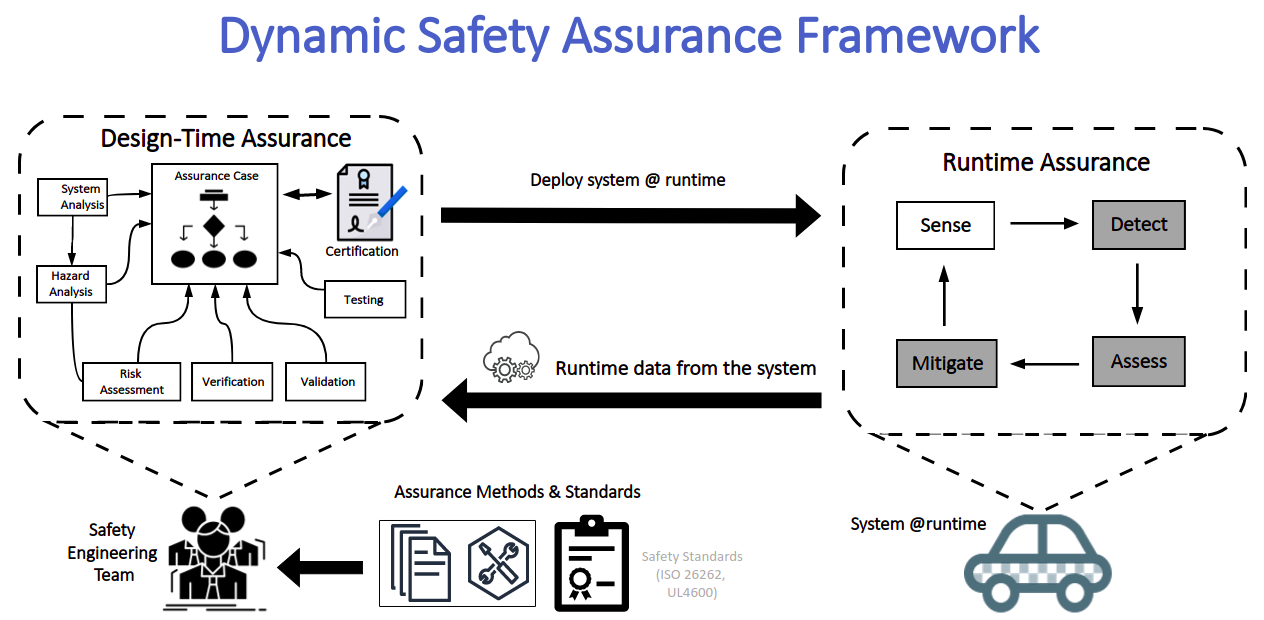 Dynamic Safety Assurance Framework
Design-Time Assurance
System
Analysis
Assurance Case
Certification
Hazard
Analysis
Testing
Risk
Assessment
Verification
Validation
Deploy system @ runtime
Runtime data from the system
Runtime Assurance
Sense
Detect
Mitigate
Assess
Safety
Engineering
Team
Assurance Methods & Standards
Safety Standards
(ISO 26262,
UL4600)
System @runtime